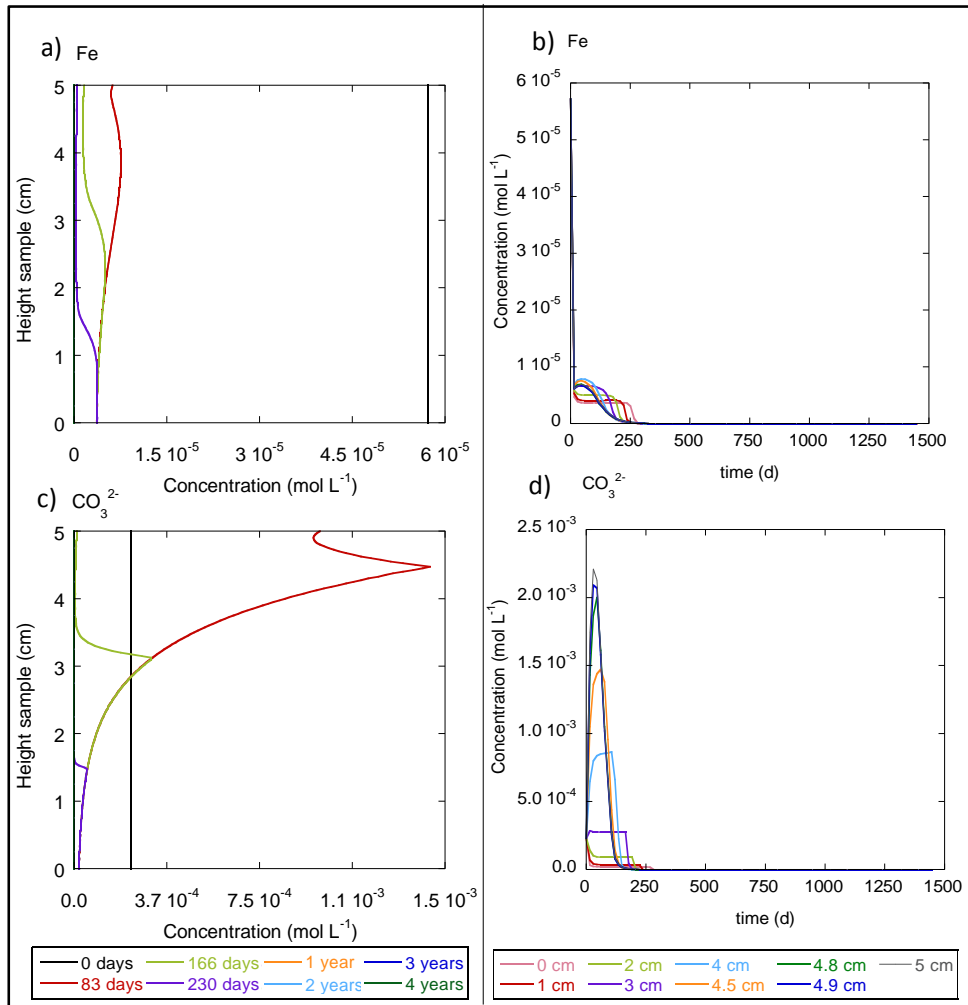 a) Fe
5
4
3
2
1
0
Height sample (cm)
0 1.5 10⁻⁵ 3 10⁻⁵ 4.5 10⁻⁵ 6 10⁻⁵
Concentration (mol L⁻¹)
b) Fe
6 10⁻⁵
5 10⁻⁵
4 10⁻⁵
3 10⁻⁵
2 10⁻⁵
1 10⁻⁵
0
Concentration (mol L⁻¹)
0 250 500 750 1000 1250 1500
time (d)
c) CO₃²⁻
5
4
3
2
1
0
Height sample (cm)
0.0 3.7 10⁻⁴ 7.5 10⁻⁴ 1.1 10⁻³ 1.5 10⁻³
Concentration (mol L⁻¹)
0 days 166 days 1 year 3 years
83 days 230 days 2 years 4 years
d) CO₃²⁻
2.5 10⁻³
2.0 10⁻³
1.5 10⁻³
1.0 10⁻³
5.0 10⁻⁴
0.0
Concentration (mol L⁻¹)
0 250 500 750 1000 1250 1500
time (d)
0 cm 2 cm 4 cm 4.8 cm 5 cm
1 cm 3 cm 4.5 cm 4.9 cm